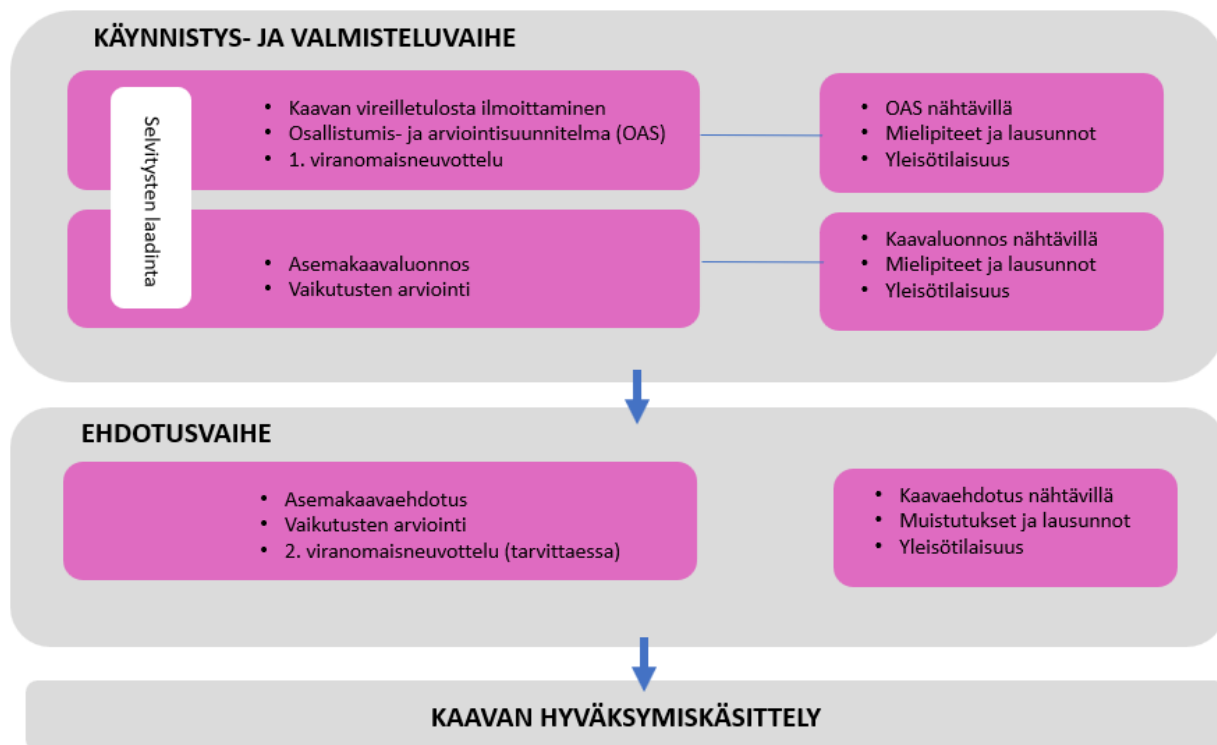 KÄYNNISTYS- JA VALMISTELUVAIHE
Selvitysten laadinta
• Kaavan vireilletulosta ilmoittaminen
• Osallistumis- ja arviointisuunnitelma (OAS)
• 1. viranomaisneuvottelu
• OAS nähtävillä
• Mielipiteet ja lausunnot
• Yleisötilaisuus
• Asemakaavaluonnos
• Vaikutusten arviointi
• Kaavaluonnos nähtävillä
• Mielipiteet ja lausunnot
• Yleisötilaisuus
EHDOTUSVAIHE
• Asemakaavaehdotus
• Vaikutusten arviointi
• 2. viranomaisneuvottelu (tarvittaessa)
• Kaavaehdotus nähtävillä
• Muistutukset ja lausunnot
• Yleisötilaisuus
KAAVAN HYVÄKSYMISKÄSITTELY